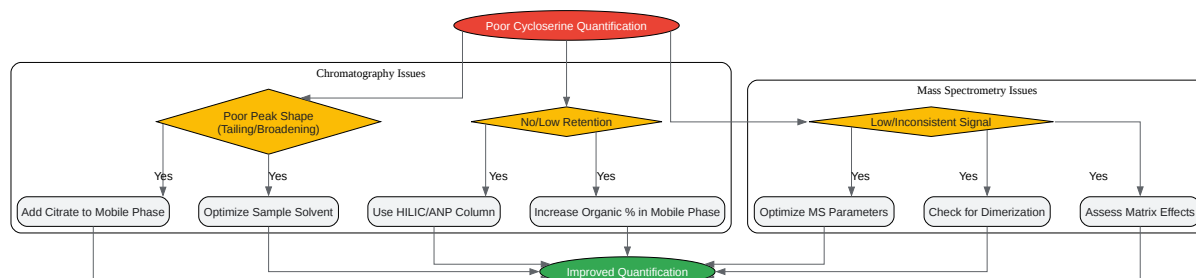 Poor Cycloserine Quantification
Chromatography Issues
Mass Spectrometry Issues
Poor Peak Shape
(Tailing/Broadening)
No/Low Retention
Low/Inconsistent Signal
Yes
Yes
Yes
Yes
Yes
Yes
Yes
Add Citrate to Mobile Phase
Optimize Sample Solvent
Use HILIC/ANP Column
Increase Organic % in Mobile Phase
Optimize MS Parameters
Check for Dimerization
Assess Matrix Effects
Improved Quantification